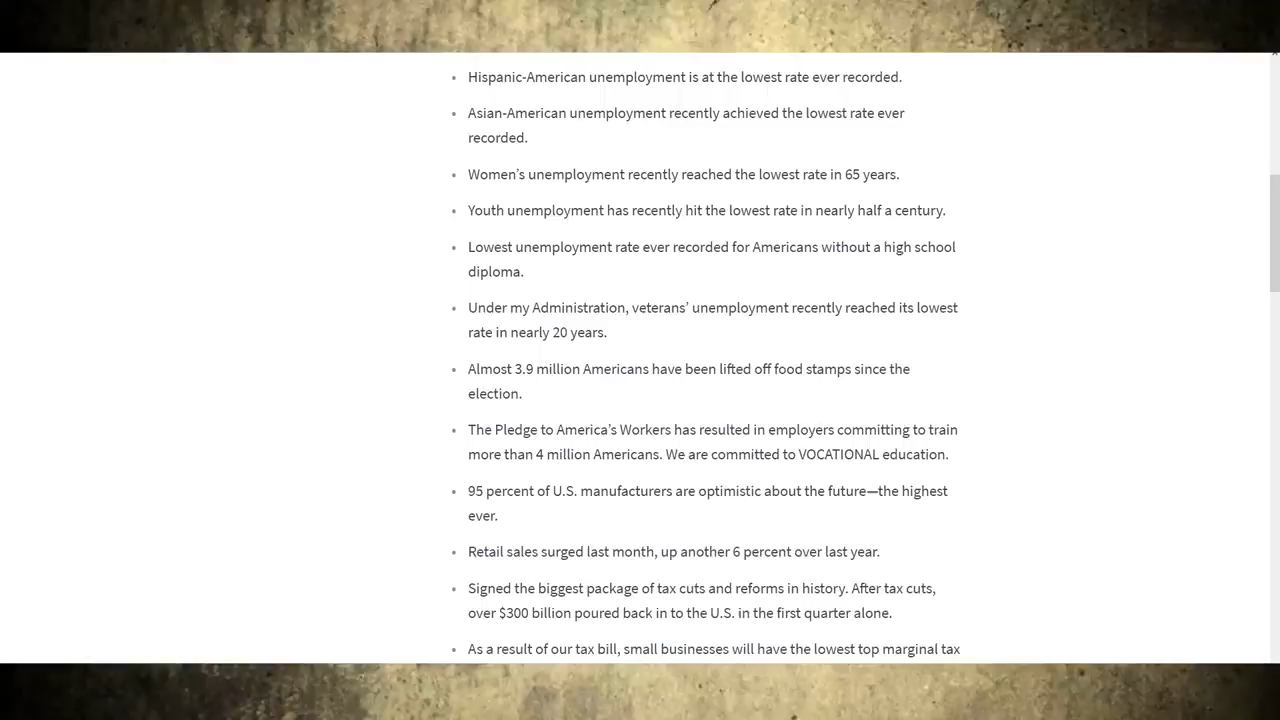 Hispanic-American unemployment is at the lowest rate ever recorded.
Asian-American unemployment recently achieved the lowest rate ever
recorded.
Women’s unemployment recently reached the lowest rate in 65 years.
Youth unemployment has recently hit the lowest rate in nearly half a century.
Lowest unemployment rate ever recorded for Americans without a high school
diploma.
Under my Administration, veterans’ unemployment recently reached its lowest
rate in nearly 20 years.
Almost 3.9 million Americans have been lifted off food stamps since the
election.
The Pledge to America’s Workers has resulted in employers committing to train
more than 4 million Americans. We are committed to VOCATIONAL education.
95 percent of U.S. manufacturers are optimistic about the future—the highest
ever.
Retail sales surged last month, up another 6 percent over last year.
Signed the biggest package of tax cuts and reforms in history. After tax cuts,
over $300 billion poured back in to the U.S. in the first quarter alone.
As a result of our tax bill, small businesses will have the lowest top marginal tax